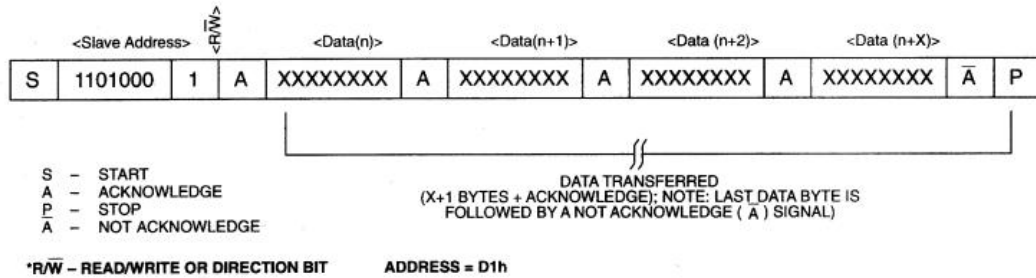 <R/W̅>
<Slave Address> <Data(n)> <Data(n+1)> <Data (n+2)> <Data (n+X)>
S 1101000 1 A XXXXXXXX A XXXXXXXX A XXXXXXXX A XXXXXXXX A̅ P
S – START
A – ACKNOWLEDGE
P – STOP
A̅ – NOT ACKNOWLEDGE
DATA TRANSFERRED
(X+1 BYTES + ACKNOWLEDGE); NOTE: LAST DATA BYTE IS
FOLLOWED BY A NOT ACKNOWLEDGE ( A̅ ) SIGNAL)
*R/W̅ – READ/WRITE OR DIRECTION BIT ADDRESS = D1h